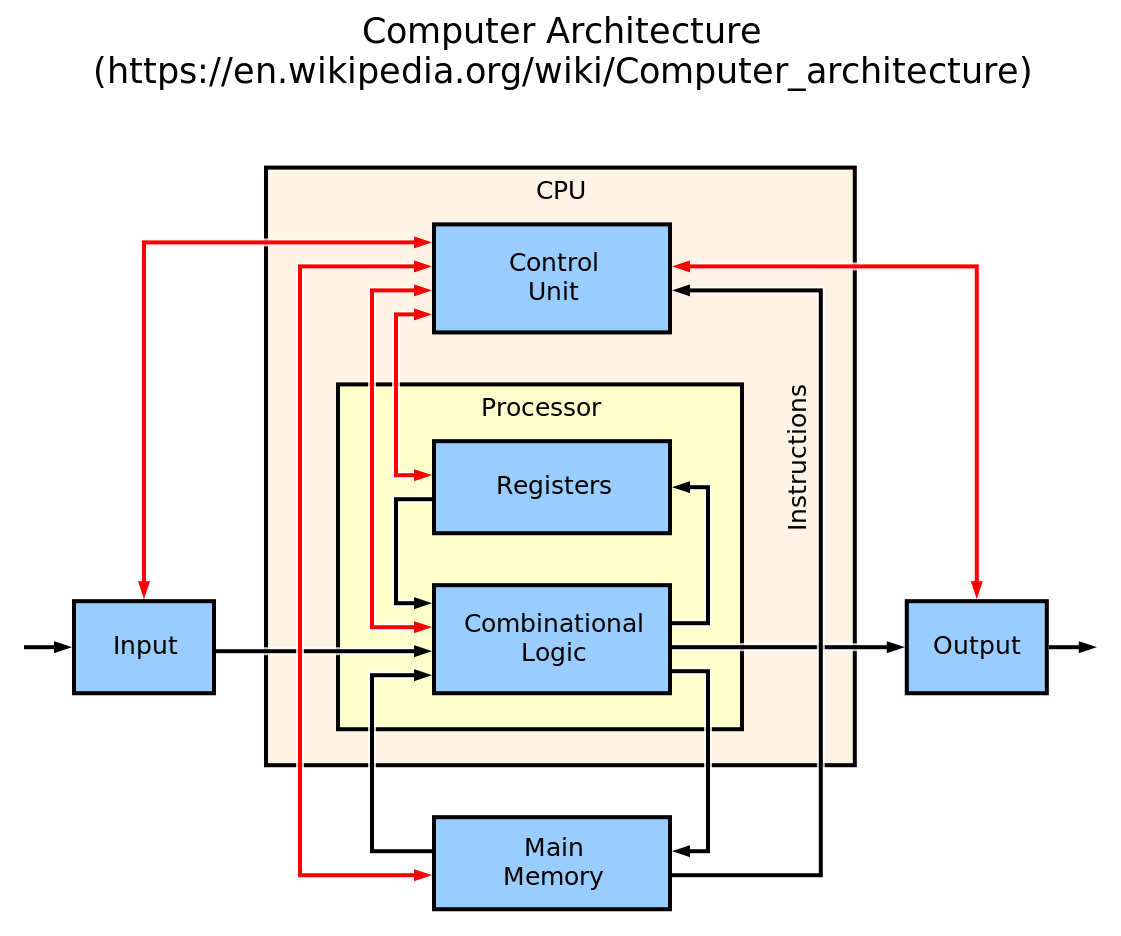 Computer Architecture
(https://en.wikipedia.org/wiki/Computer_architecture)
CPU
Control
Unit
Processor
Instructions
Registers
Combinational
Logic
Input
Output
Main
Memory